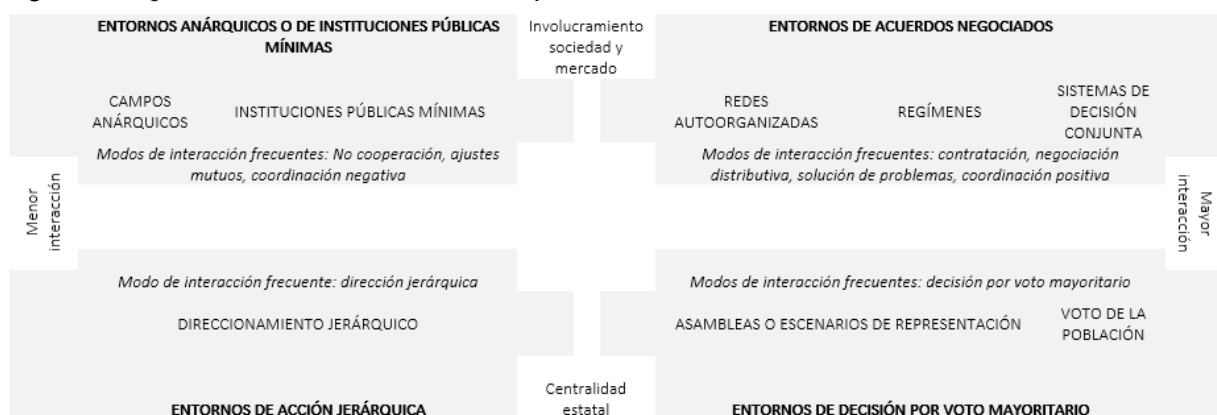 ENTORNOS ANÁRQUICOS O DE INSTITUCIONES PÚBLICAS
MÍNIMAS
Involucramiento
sociedad y
mercado
ENTORNOS DE ACUERDOS NEGOCIADOS
CAMPOS
ANÁRQUICOS
INSTITUCIONES PÚBLICAS MÍNIMAS
REDES
AUTOORGANIZADAS
REGÍMENES
SISTEMAS DE
DECISIÓN
CONJUNTA
Modos de interacción frecuentes: No cooperación, ajustes
mutuos, coordinación negativa
Modos de interacción frecuentes: contratación, negociación
distributiva, solución de problemas, coordinación positiva
Menor
interacción
Mayor
interacción
Modo de interacción frecuente: dirección jerárquica
Modos de interacción frecuentes: decisión por voto mayoritario
DIRECCIONAMIENTO JERÁRQUICO
ASAMBLEAS O ESCENARIOS DE REPRESENTACIÓN
VOTO DE LA
POBLACIÓN
Centralidad
estatal
ENTORNOS DE ACCIÓN JERÁRQUICA
ENTORNOS DE DECISIÓN POR VOTO MAYORITARIO